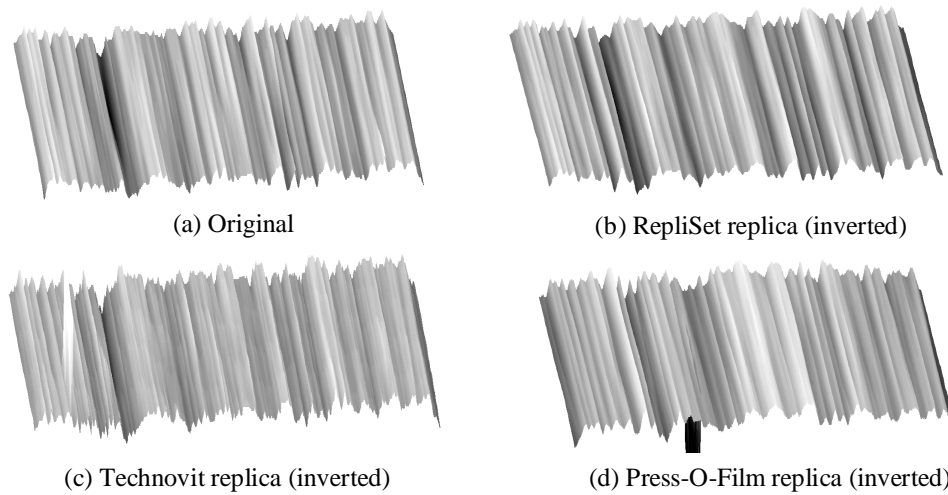 (a) Original
(b) RepliSet replica (inverted)
(c) Technovit replica (inverted)
(d) Press-O-Film replica (inverted)